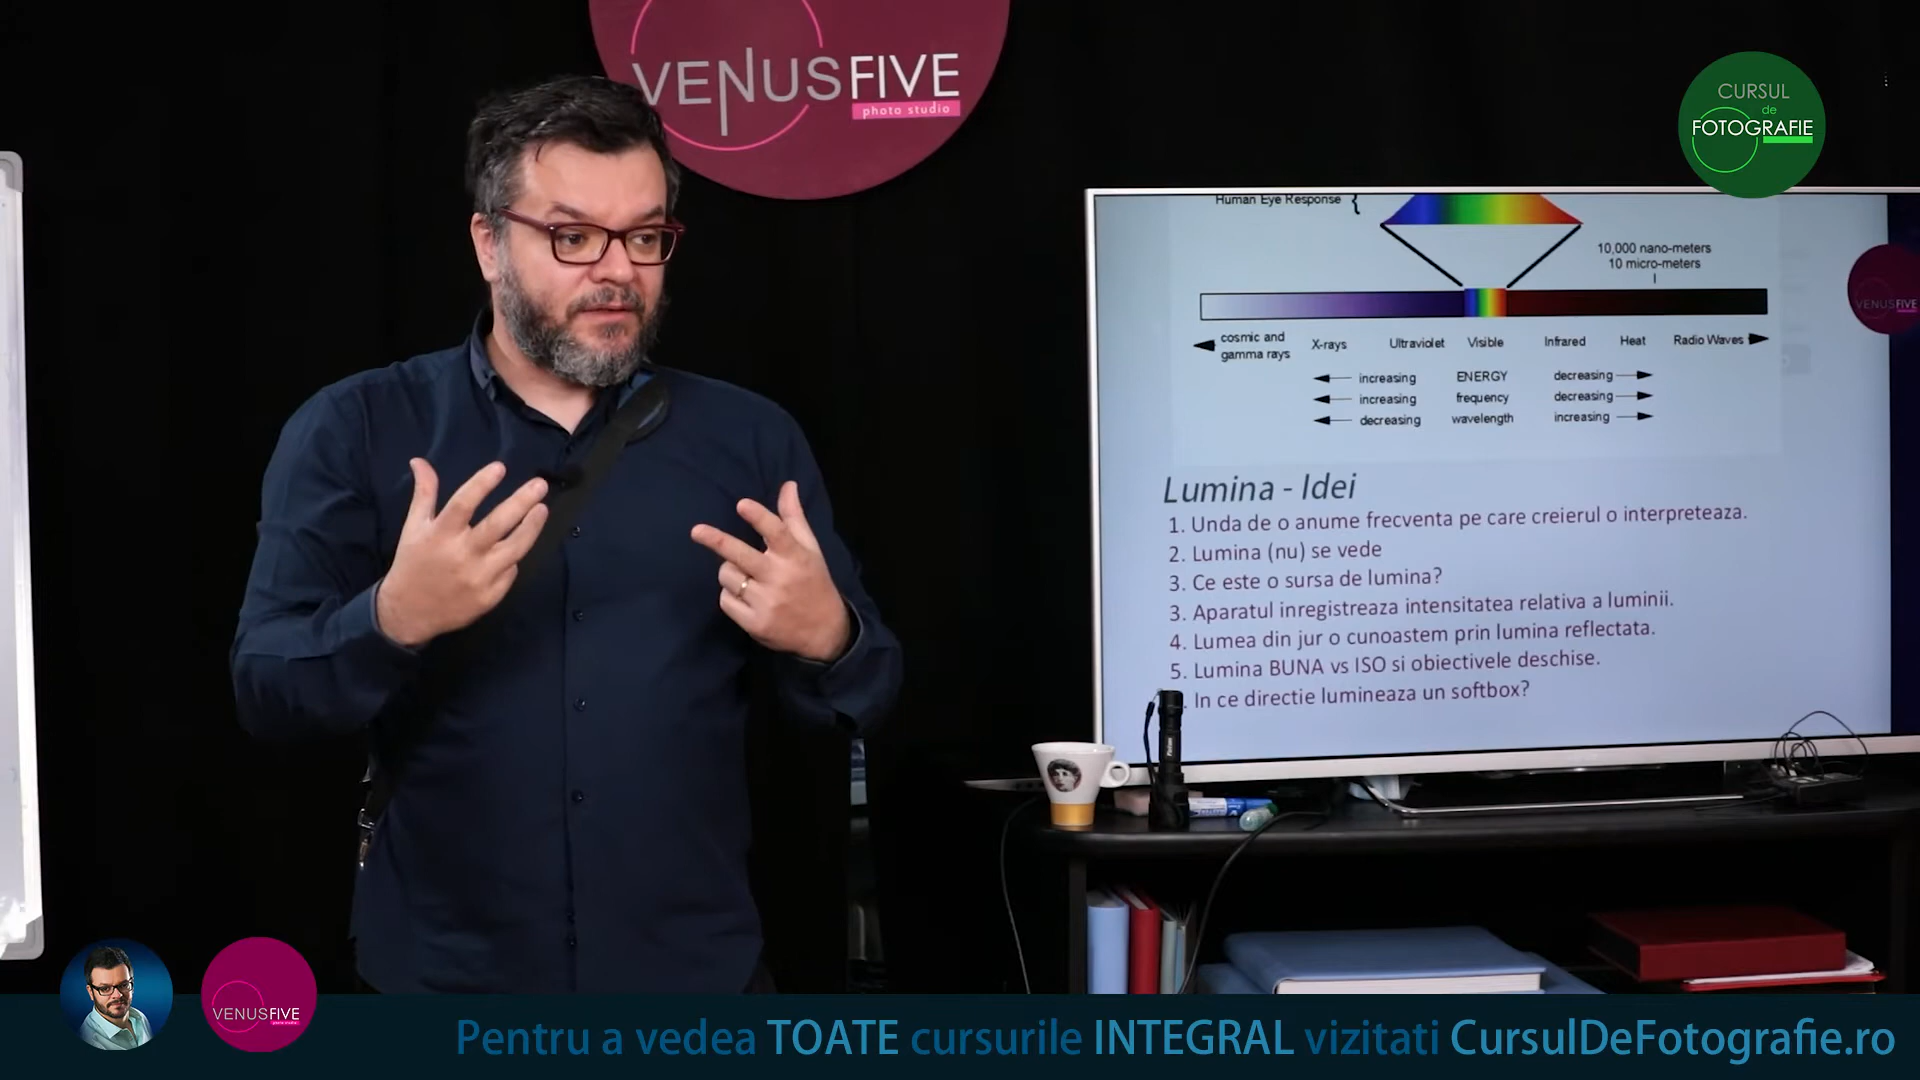 VENUSFIVE
photo studio
CURSUL
de
FOTOGRAFIE
Human Eye Response {
10,000 nano-meters
10 micro-meters
cosmic and
gamma rays
X-rays
Ultraviolet
Visible
Infrared
Heat
Radio Waves
increasing ENERGY decreasing
increasing frequency decreasing
decreasing wavelength increasing
VENUSFIVE
Lumina - Idei
1. Unda de o anume frecventa pe care creierul o interpreteaza.
2. Lumina (nu) se vede
3. Ce este o sursa de lumina?
3. Aparatul inregistreaza intensitatea relativa a luminii.
4. Lumea din jur o cunoastem prin lumina reflectata.
5. Lumina BUNA vs ISO si obiectivele deschise.
. In ce directie lumineaza un softbox?
VENUSFIVE
photo studio
Pentru a vedea TOATE cursurile INTEGRAL vizitati CursulDeFotografie.ro